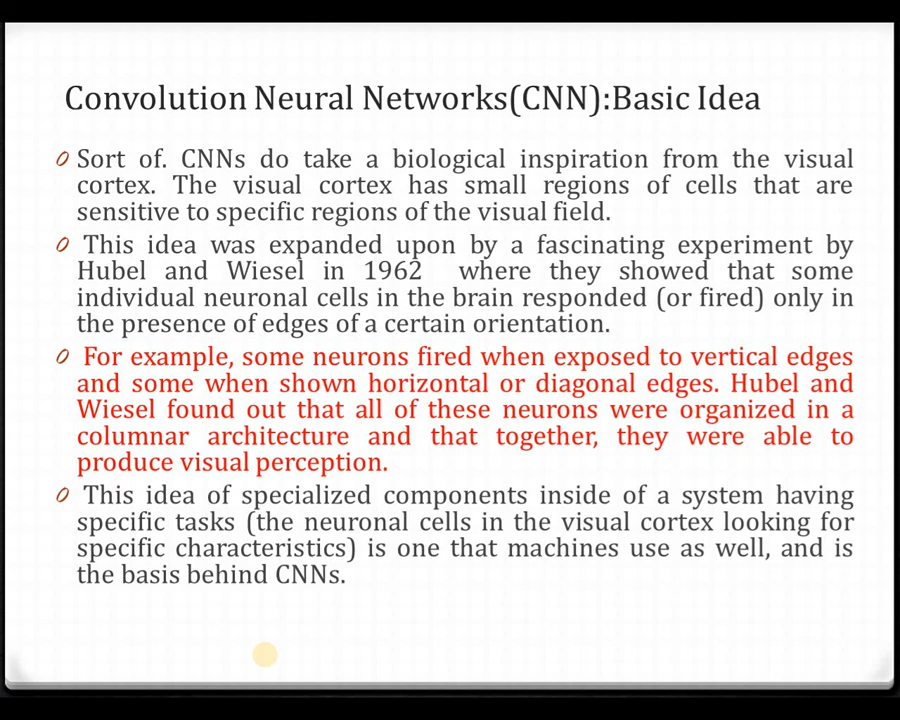 Convolution Neural Networks(CNN):Basic Idea
Sort of. CNNs do take a biological inspiration from the visual
cortex. The visual cortex has small regions of cells that are
sensitive to specific regions of the visual field.
This idea was expanded upon by a fascinating experiment by
Hubel and Wiesel in 1962 where they showed that some
individual neuronal cells in the brain responded (or fired) only in
the presence of edges of a certain orientation.
For example, some neurons fired when exposed to vertical edges
and some when shown horizontal or diagonal edges. Hubel and
Wiesel found out that all of these neurons were organized in a
columnar architecture and that together, they were able to
produce visual perception.
This idea of specialized components inside of a system having
specific tasks (the neuronal cells in the visual cortex looking for
specific characteristics) is one that machines use as well, and is
the basis behind CNNs.